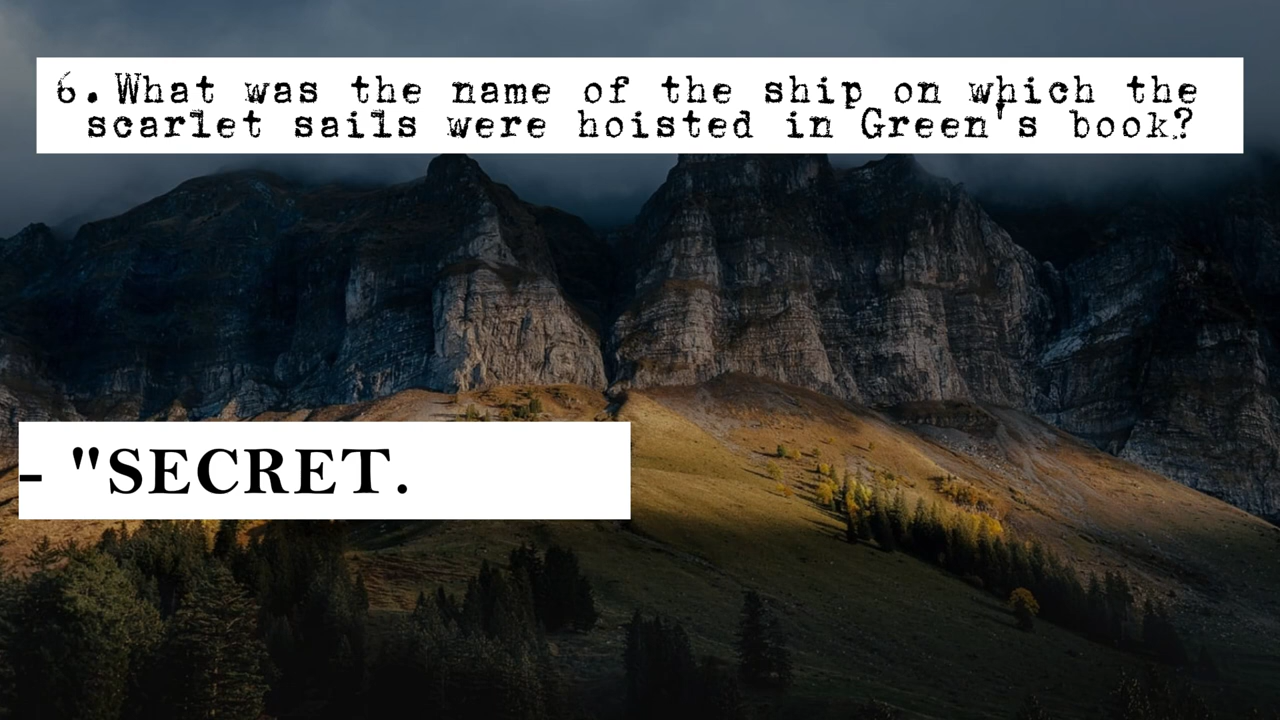 6. What was the name of the ship on which the
scarlet sails were hoisted in Green's book?
- "SECRET.